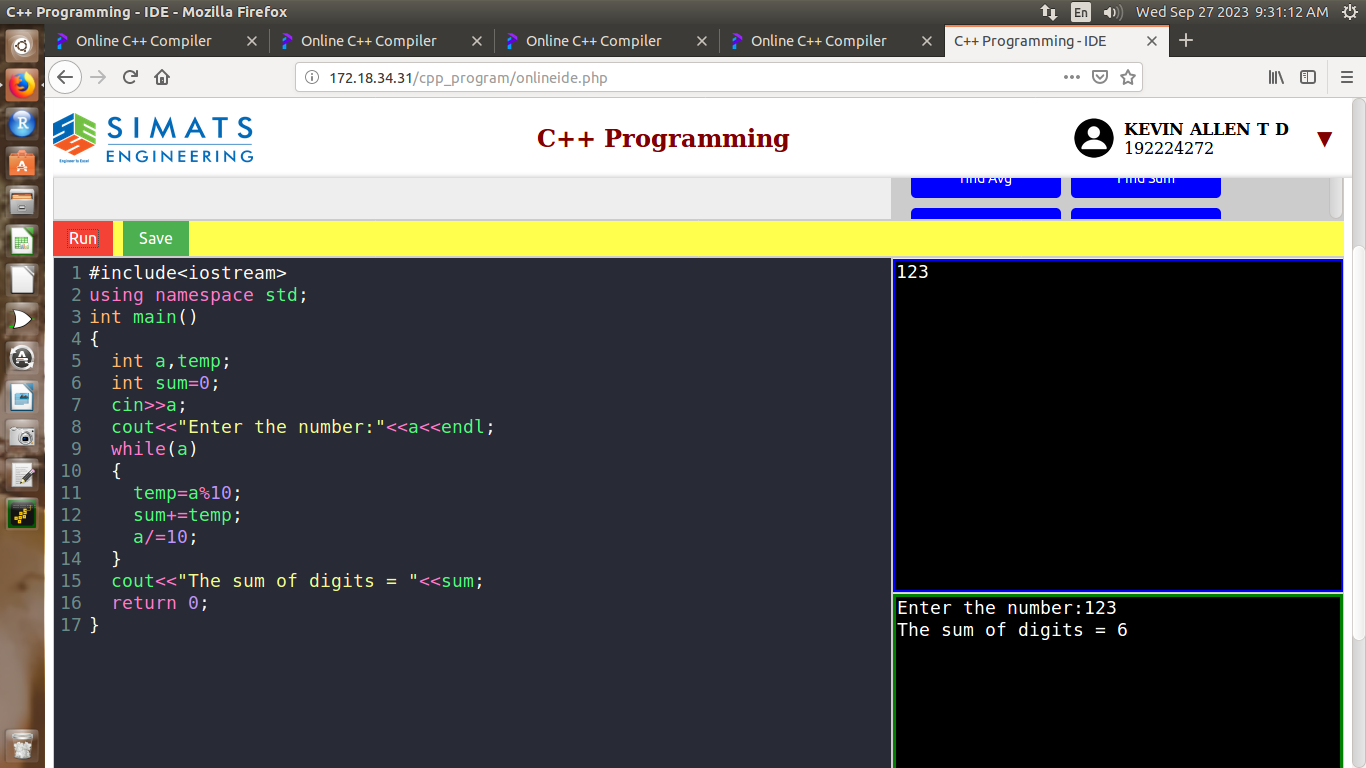 C++ Programming - IDE - Mozilla Firefox
En
Wed Sep 27 2023 9:31:12 AM
Online C++ Compiler
Online C++ Compiler
Online C++ Compiler
Online C++ Compiler
C++ Programming - IDE
172.18.34.31/cpp_program/onlineide.php
SIMATS
ENGINEERING
Engineer to Excel
C++ Programming
KEVIN ALLEN T D
192224272
Find Avg
Find Sum
Run
Save
1 #include<iostream>
2 using namespace std;
3 int main()
4 {
5   int a,temp;
6   int sum=0;
7   cin>>a;
8   cout<<"Enter the number:"<<a<<endl;
9   while(a)
10   {
11     temp=a%10;
12     sum+=temp;
13     a/=10;
14   }
15   cout<<"The sum of digits = "<<sum;
16   return 0;
17 }
123
Enter the number:123
The sum of digits = 6